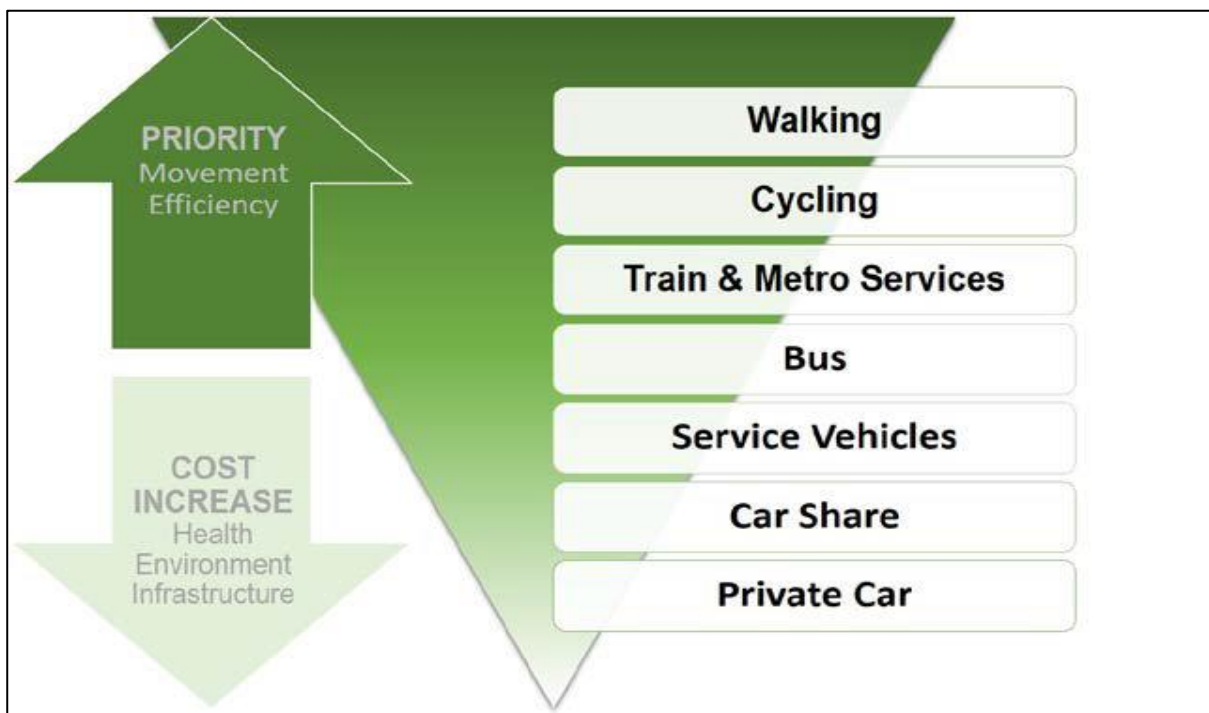 PRIORITY
Movement
Efficiency
COST
INCREASE
Health
Environment
Infrastructure
Walking
Cycling
Train & Metro Services
Bus
Service Vehicles
Car Share
Private Car